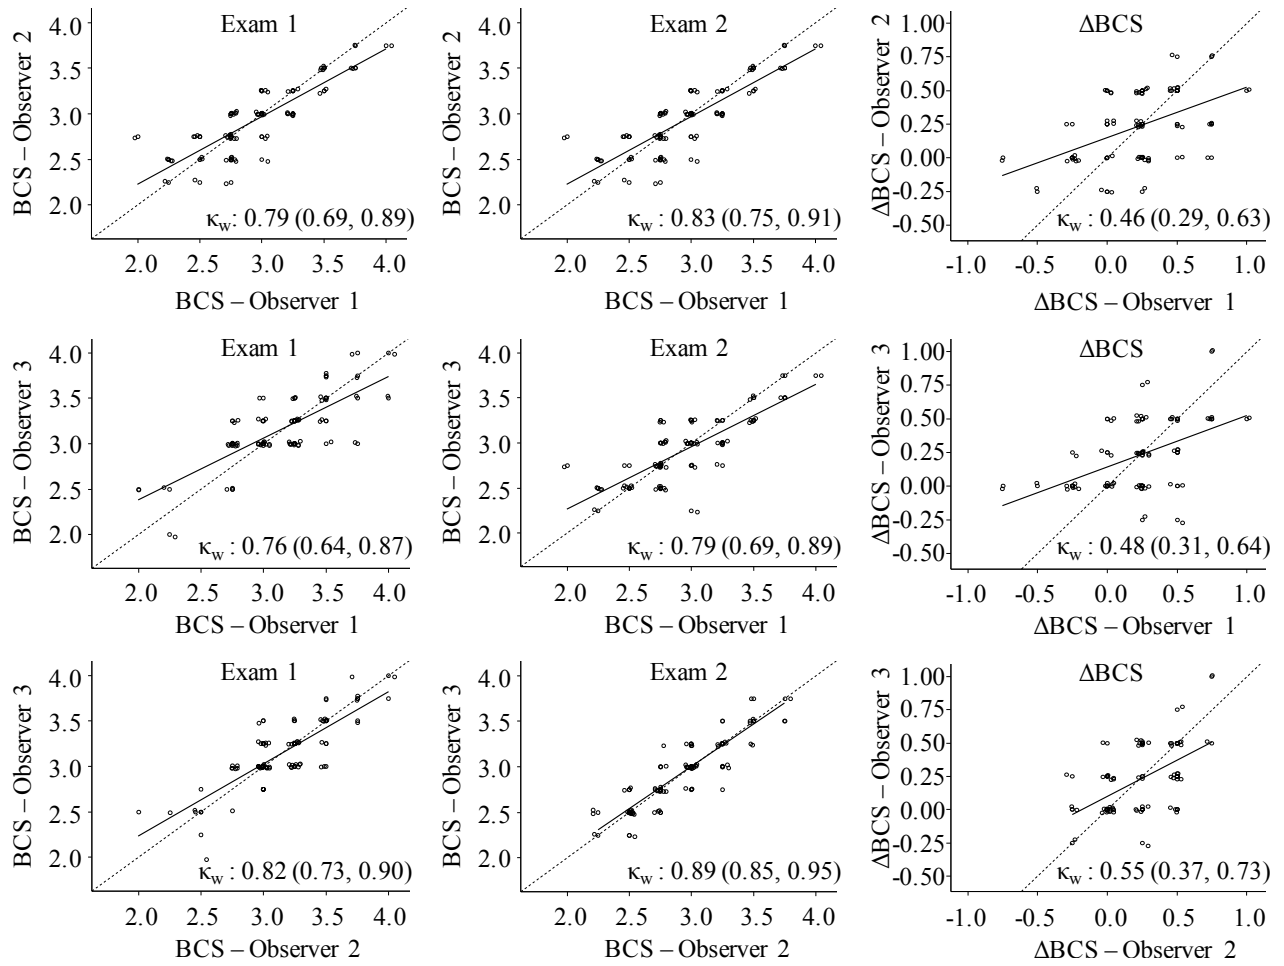 Exam 1
BCS – Observer 2
4.0
3.5
3.0
2.5
2.0
κw: 0.79 (0.69, 0.89)
2.0 2.5 3.0 3.5 4.0
BCS – Observer 1
Exam 2
BCS – Observer 2
4.0
3.5
3.0
2.5
2.0
κw : 0.83 (0.75, 0.91)
2.0 2.5 3.0 3.5 4.0
BCS – Observer 1
ΔBCS
ΔBCS – Observer 2
1.00
0.75
0.50
0.25
0.00
-0.25
-0.50
κw : 0.46 (0.29, 0.63)
-1.0 -0.5 0.0 0.5 1.0
ΔBCS – Observer 1
Exam 1
BCS – Observer 3
4.0
3.5
3.0
2.5
2.0
κw : 0.76 (0.64, 0.87)
2.0 2.5 3.0 3.5 4.0
BCS – Observer 1
Exam 2
BCS – Observer 3
4.0
3.5
3.0
2.5
2.0
κw : 0.79 (0.69, 0.89)
2.0 2.5 3.0 3.5 4.0
BCS – Observer 1
ΔBCS
ΔBCS – Observer 3
1.00
0.75
0.50
0.25
0.00
-0.25
-0.50
κw : 0.48 (0.31, 0.64)
-1.0 -0.5 0.0 0.5 1.0
ΔBCS – Observer 1
Exam 1
BCS – Observer 3
4.0
3.5
3.0
2.5
2.0
κw : 0.82 (0.73, 0.90)
2.0 2.5 3.0 3.5 4.0
BCS – Observer 2
Exam 2
BCS – Observer 3
4.0
3.5
3.0
2.5
2.0
κw : 0.89 (0.85, 0.95)
2.0 2.5 3.0 3.5 4.0
BCS – Observer 2
ΔBCS
ΔBCS – Observer 3
1.00
0.75
0.50
0.25
0.00
-0.25
-0.50
κw : 0.55 (0.37, 0.73)
-1.0 -0.5 0.0 0.5 1.0
ΔBCS – Observer 2